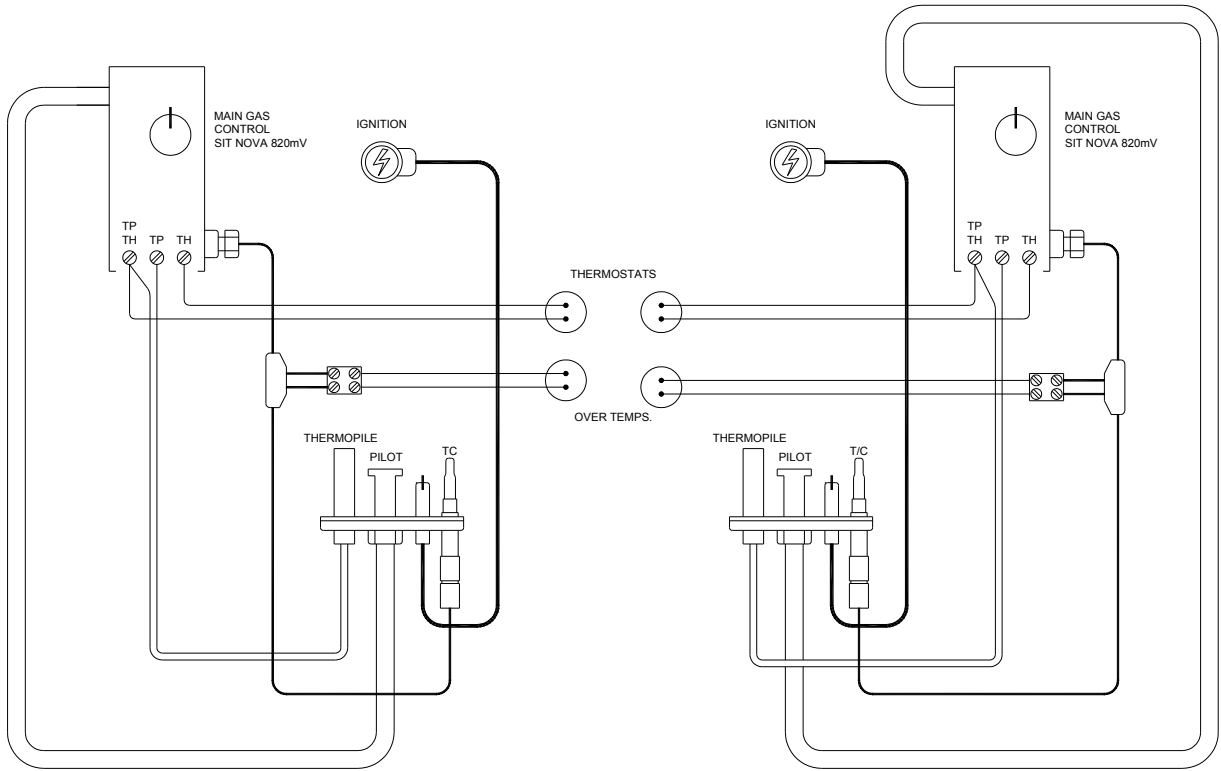 MAIN GAS
CONTROL
SIT NOVA 820mV
IGNITION
TP
TH TP TH
THERMOSTATS
OVER TEMPS.
THERMOPILE
PILOT
TC
IGNITION
MAIN GAS
CONTROL
SIT NOVA 820mV
TP
TH TP TH
THERMOPILE
PILOT
T/C